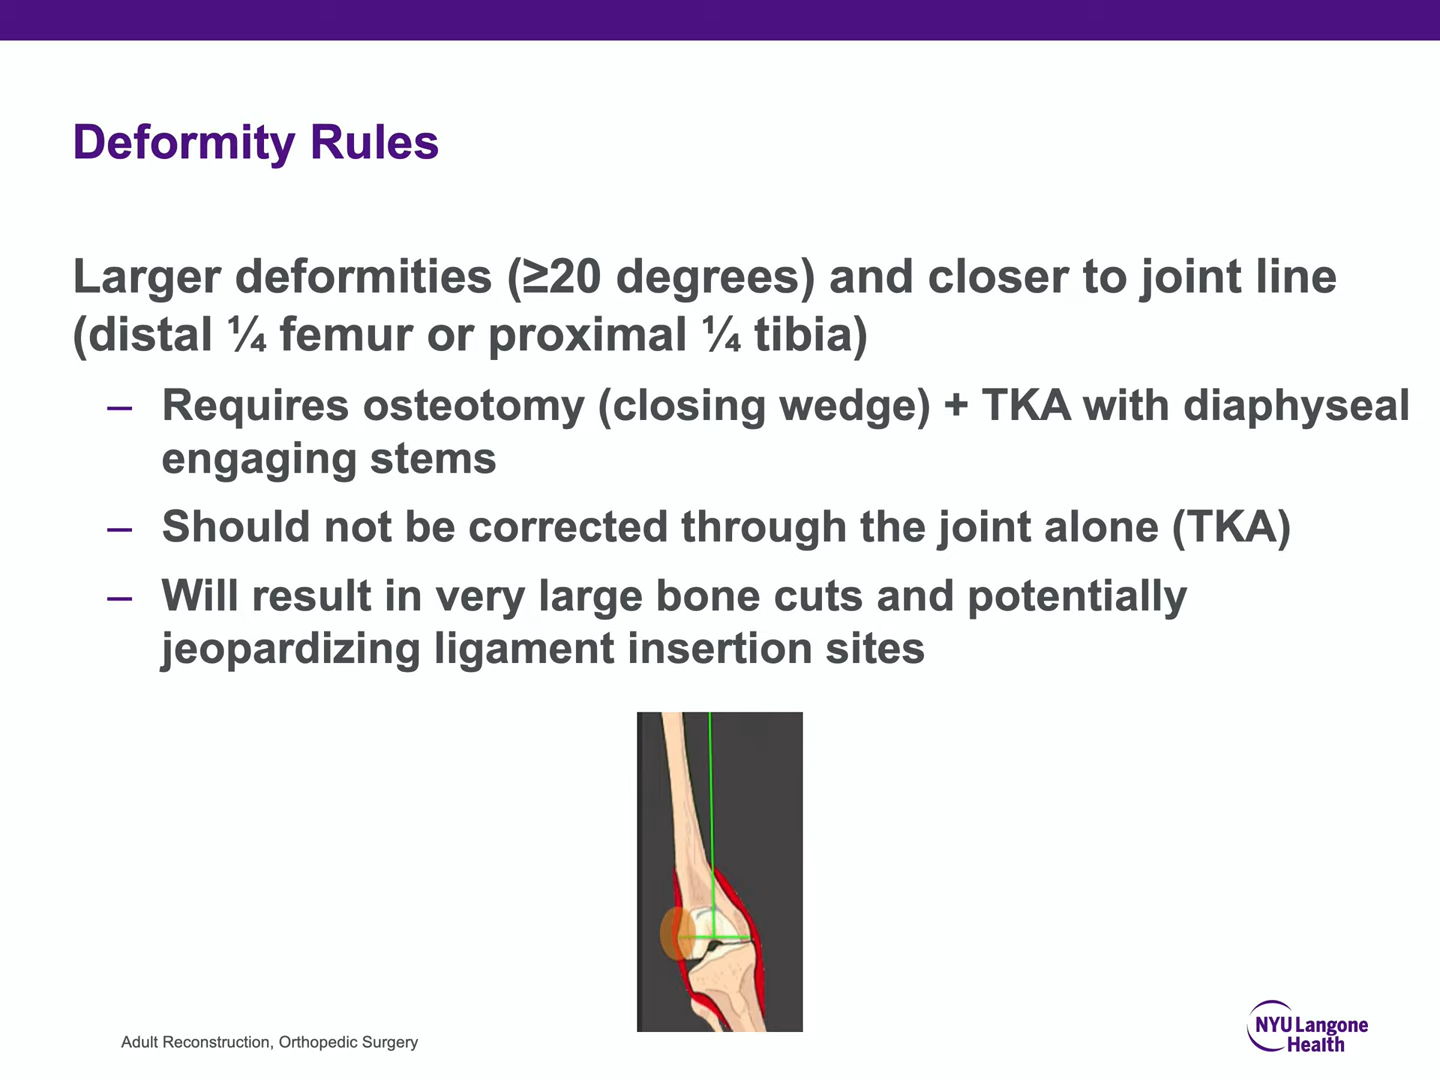 Deformity Rules
Larger deformities (≥20 degrees) and closer to joint line
(distal ¼ femur or proximal ¼ tibia)
– Requires osteotomy (closing wedge) + TKA with diaphyseal
engaging stems
– Should not be corrected through the joint alone (TKA)
– Will result in very large bone cuts and potentially
jeopardizing ligament insertion sites
Adult Reconstruction, Orthopedic Surgery
NYU Langone
Health